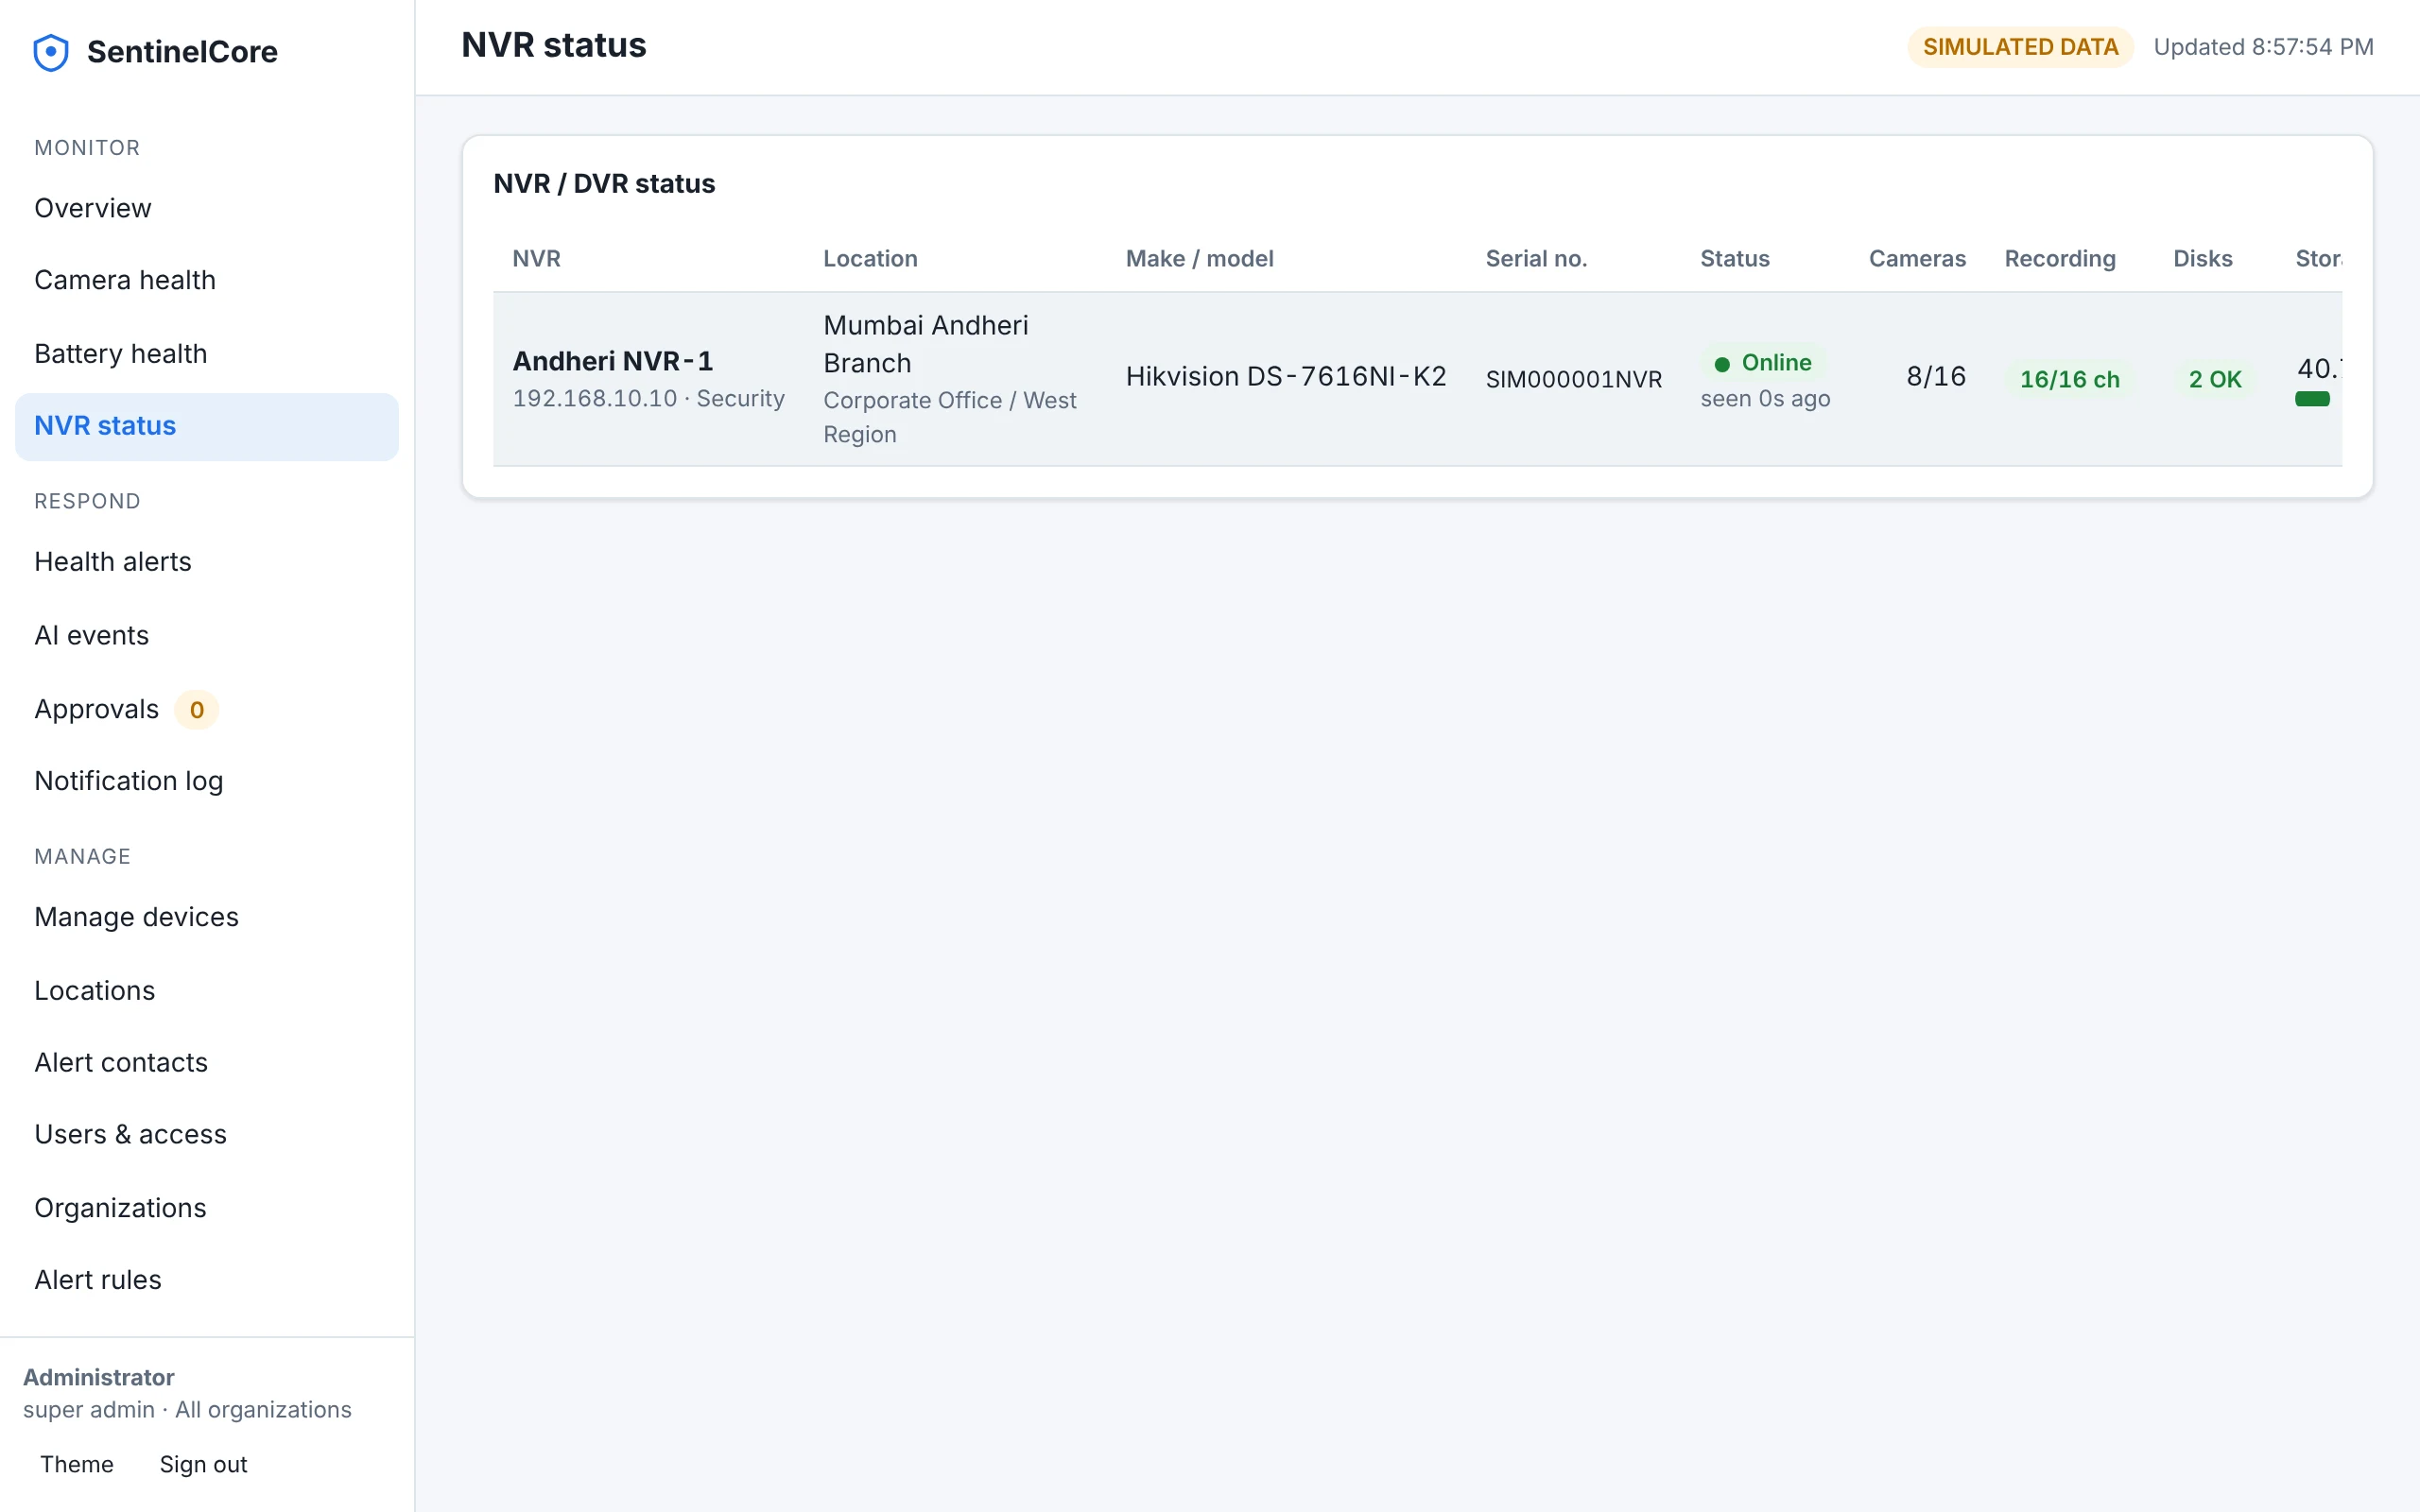 SentinelCore
MONITOR
Overview
Camera health
Battery health
NVR status
RESPOND
Health alerts
AI events
Approvals 0
Notification log
MANAGE
Manage devices
Locations
Alert contacts
Users & access
Organizations
Alert rules
Administrator
super admin · All organizations
Theme Sign out
NVR status
SIMULATED DATA Updated 8:57:54 PM
NVR / DVR status
NVR Location Make / model Serial no. Status Cameras Recording Disks
Andheri NVR-1
192.168.10.10 · Security
Mumbai Andheri
Branch
Corporate Office / West
Region
Hikvision DS-7616NI-K2
SIM000001NVR
Online
seen 0s ago
8/16
16/16 ch
2 OK